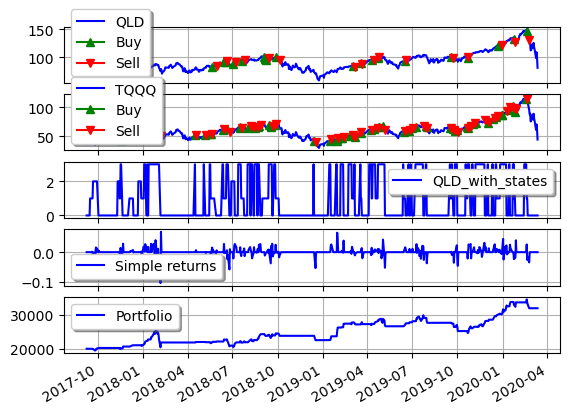 QLD
Buy
Sell
150
100
TQQQ
Buy
Sell
100
50
QLD_with_states
2
0
Simple returns
0.0
−0.1
Portfolio
30000
20000
2017-10
2018-01
2018-04
2018-07
2018-10
2019-01
2019-04
2019-07
2019-10
2020-01
2020-04